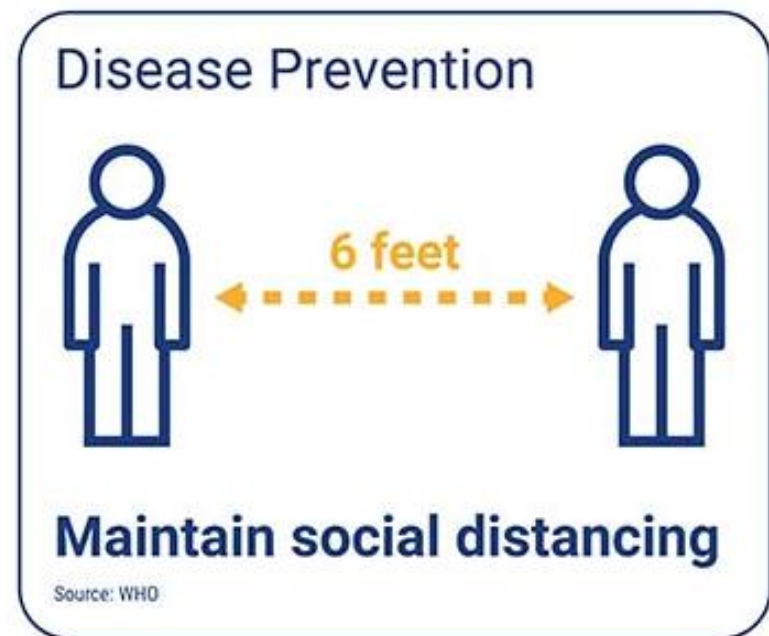 Disease Prevention
6 feet
Maintain social distancing
Source: WHO